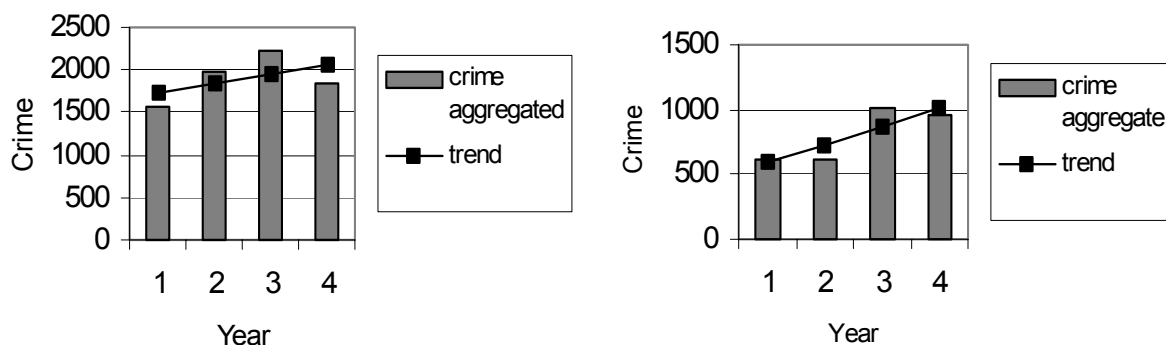 2500
2000
1500
1000
500
0
Crime
1 2 3 4
Year
crime
aggregated
trend
1500
1000
500
0
Crime
1 2 3 4
Year
crime
aggregate
trend